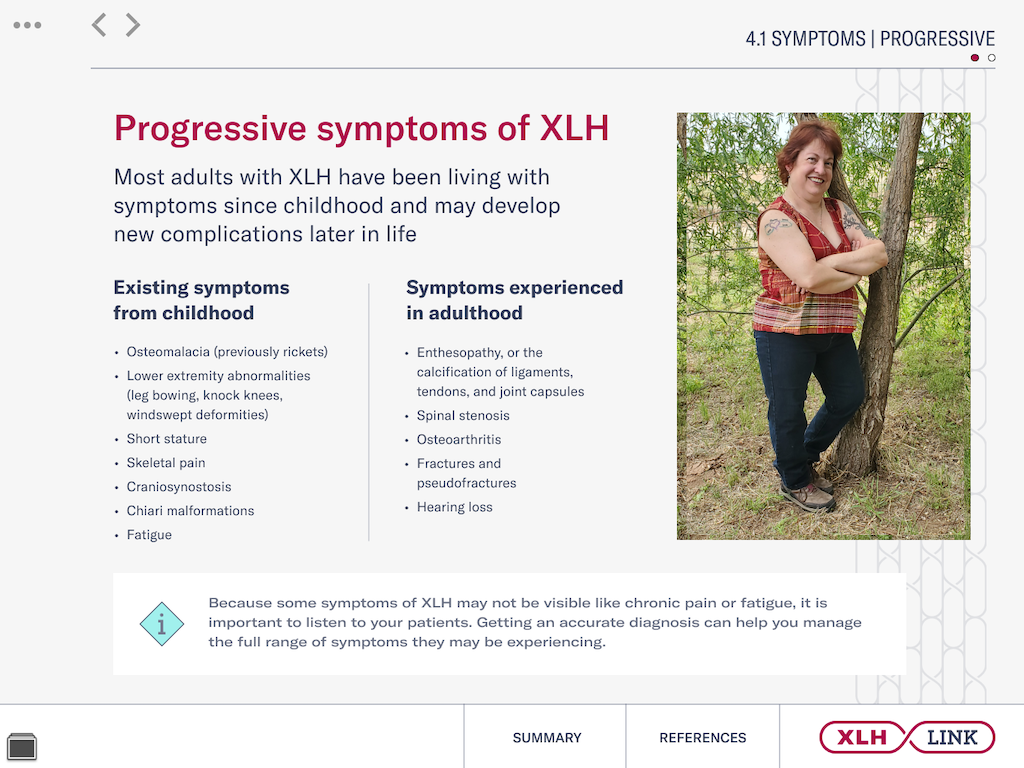 4.1 SYMPTOMS | PROGRESSIVE
Progressive symptoms of XLH
Most adults with XLH have been living with
symptoms since childhood and may develop
new complications later in life
Existing symptoms
from childhood
• Osteomalacia (previously rickets)
• Lower extremity abnormalities
(leg bowing, knock knees,
windswept deformities)
• Short stature
• Skeletal pain
• Craniosynostosis
• Chiari malformations
• Fatigue
Symptoms experienced
in adulthood
• Enthesopathy, or the
calcification of ligaments,
tendons, and joint capsules
• Spinal stenosis
• Osteoarthritis
• Fractures and
pseudofractures
• Hearing loss
i
Because some symptoms of XLH may not be visible like chronic pain or fatigue, it is
important to listen to your patients. Getting an accurate diagnosis can help you manage
the full range of symptoms they may be experiencing.
SUMMARY
REFERENCES
XLH LINK